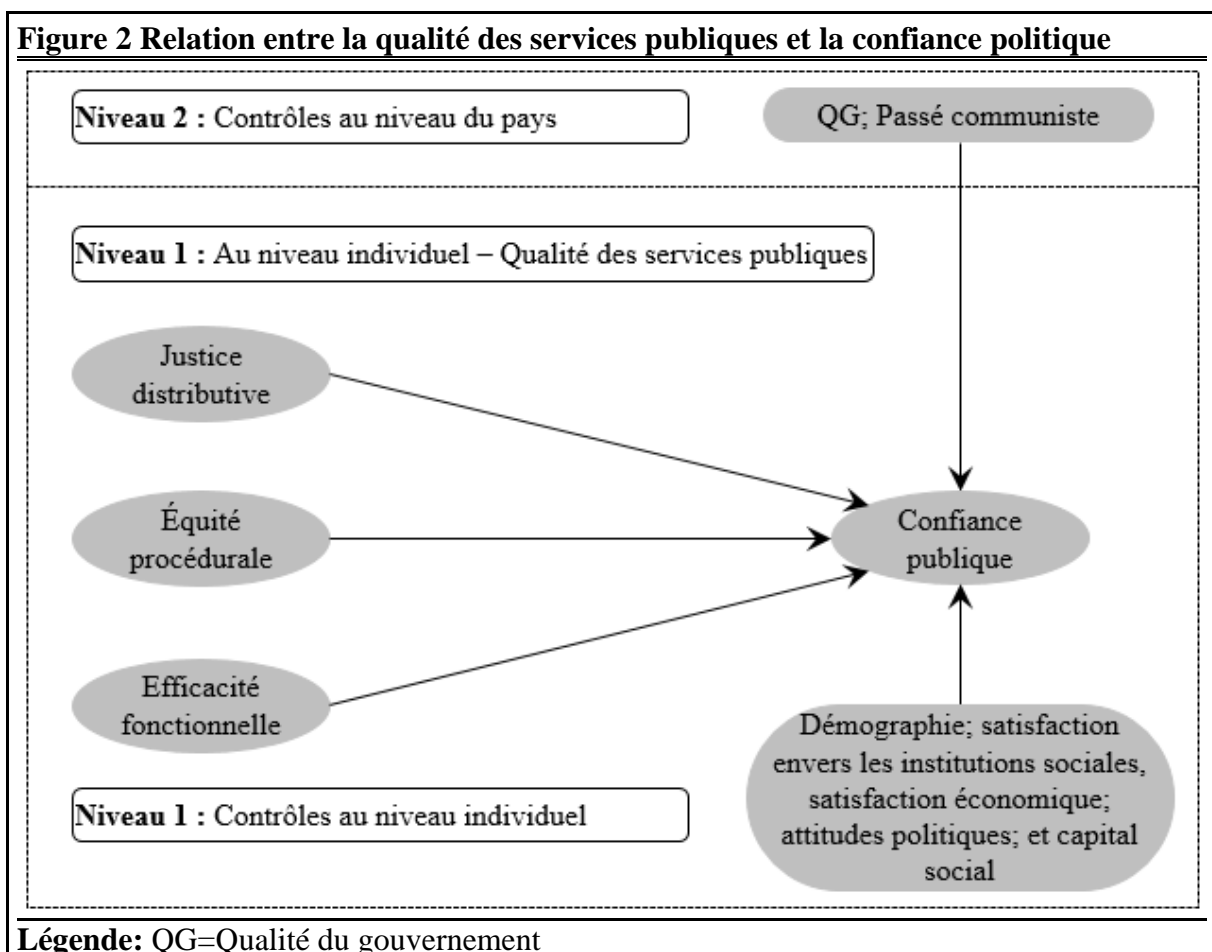 Figure 2 Relation entre la qualité des services publiques et la confiance politique
Niveau 2 : Contrôles au niveau du pays
QG; Passé communiste
Niveau 1 : Au niveau individuel – Qualité des services publiques
Justice
distributive
Équité
procédurale
Confiance
publique
Efficacité
fonctionnelle
Démographie; satisfaction
envers les institutions sociales,
satisfaction économique;
attitudes politiques; et capital
social
Niveau 1 : Contrôles au niveau individuel
Légende: QG=Qualité du gouvernement